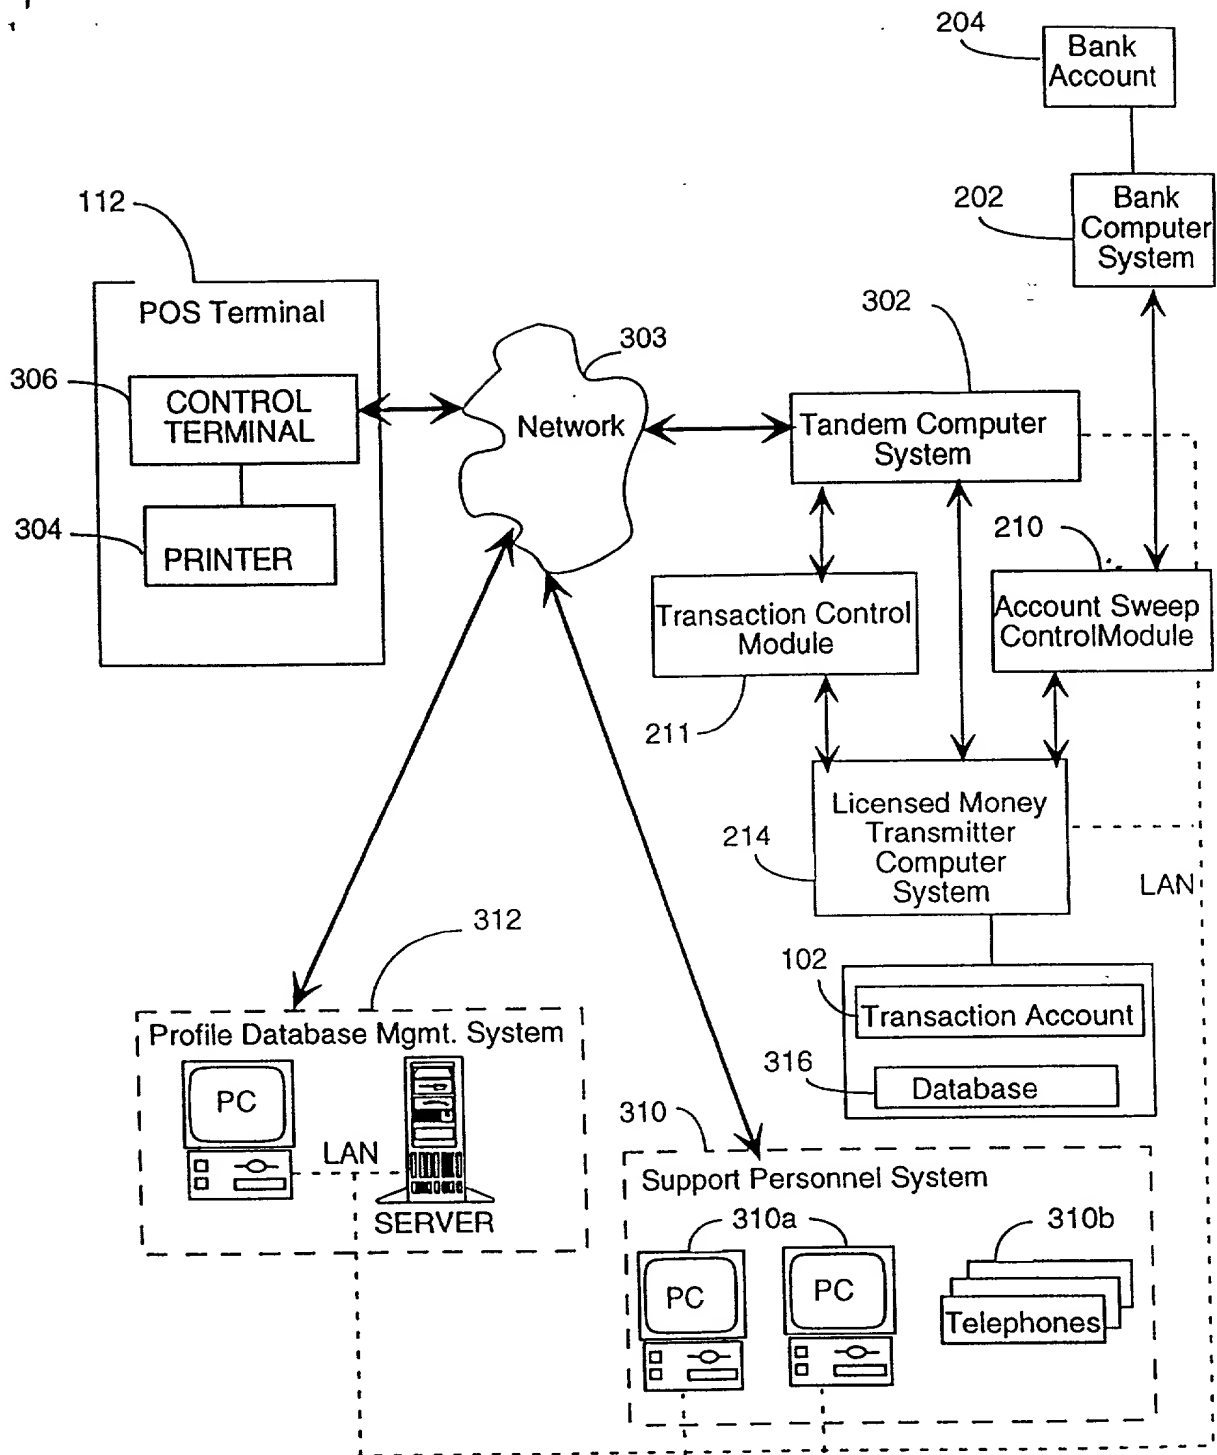 204
Bank
Account
112
202
Bank
Computer
System
POS Terminal
302
303
306
CONTROL
TERMINAL
Network
Tandem Computer
System
304
PRINTER
210
Transaction Control
Module
Account Sweep
ControlModule
211
Licensed Money
Transmitter
Computer
System
214
LAN
312
102
Transaction Account
Profile Database Mgmt. System
316
Database
PC
310
LAN
Support Personnel System
SERVER
310a
310b
PC
PC
Telephones